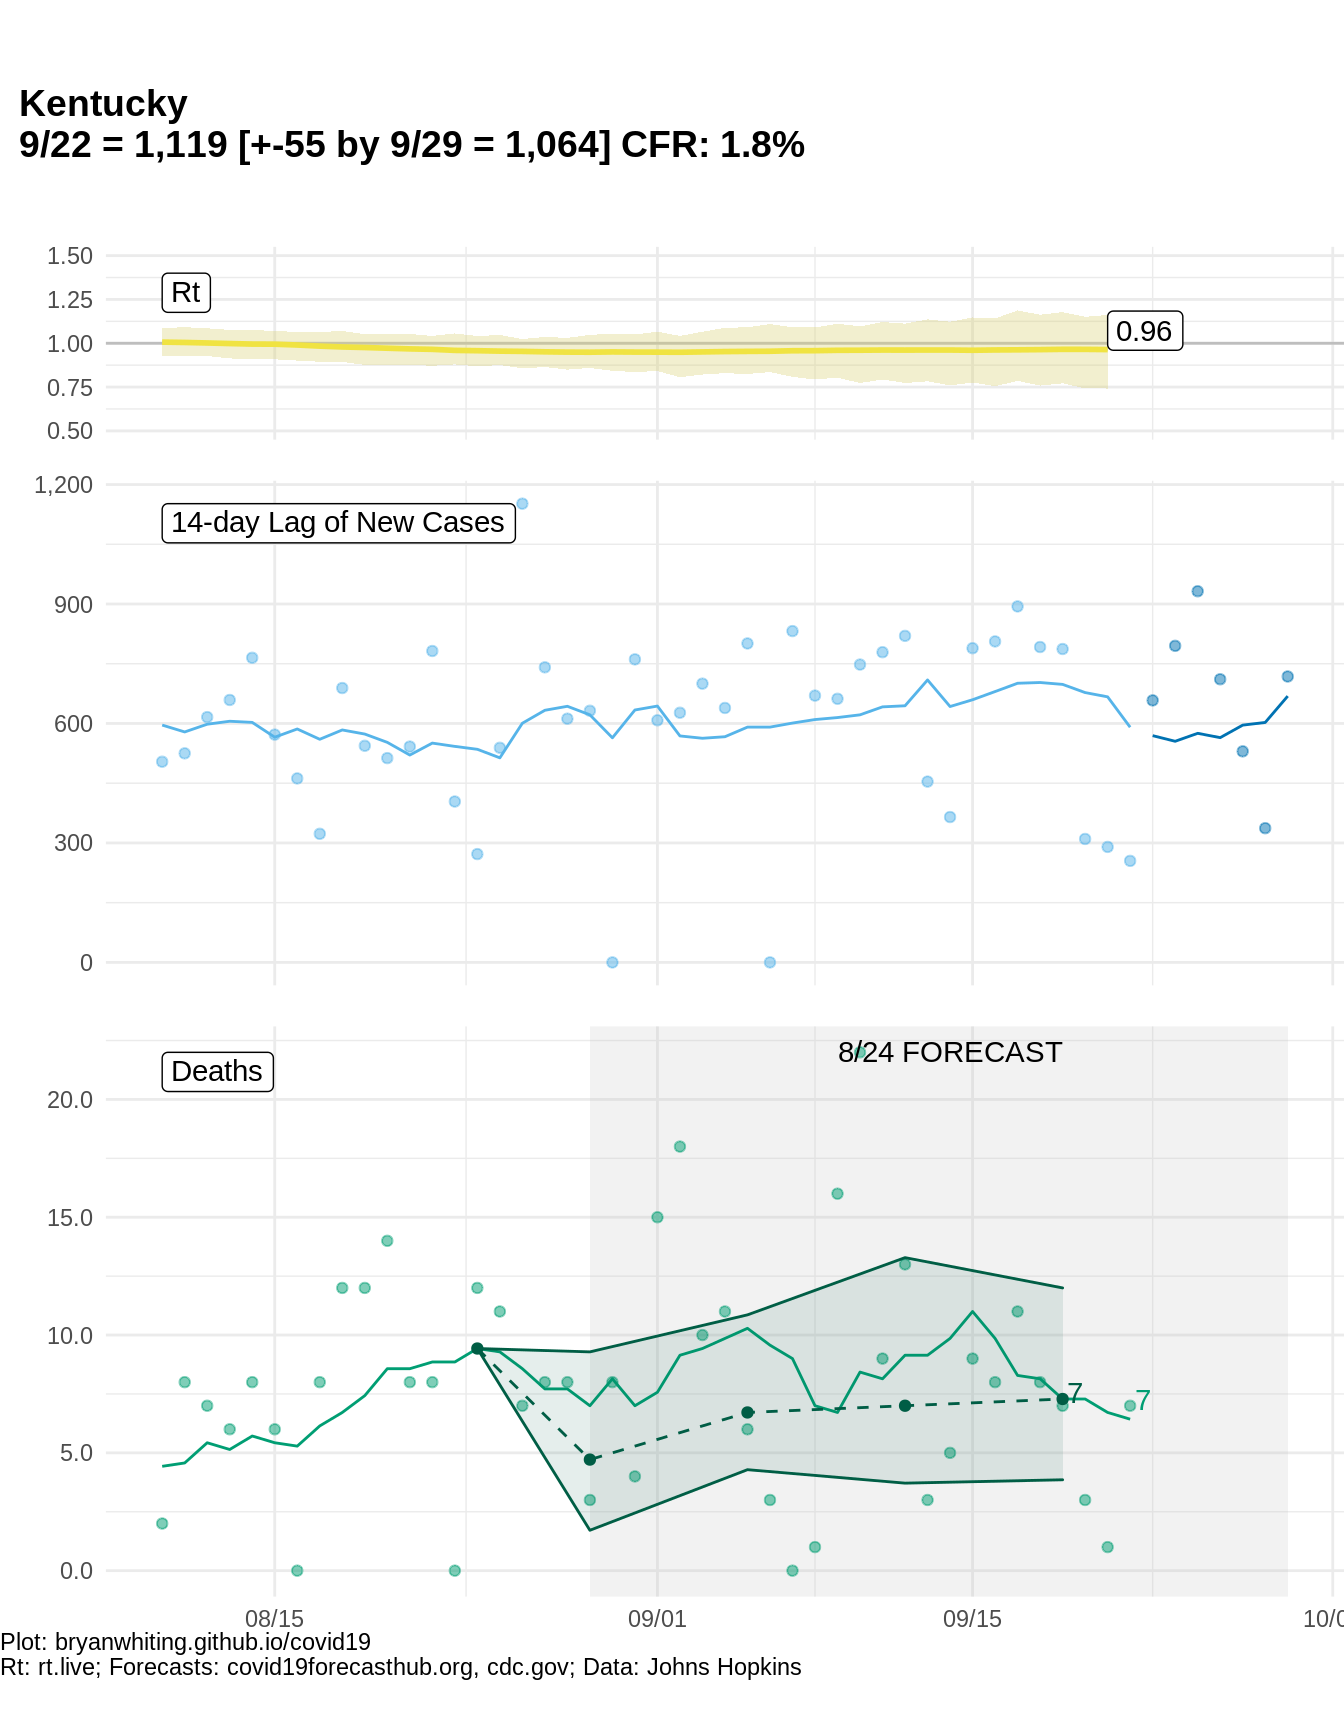 Kentucky
9/22 = 1,119 [+-55 by 9/29 = 1,064] CFR: 1.8%
1.50
Rt
1.25
0.96
1.00
0.75
0.50
1,200
14-day Lag of New Cases
900
600
300
0
8/24 FORECAST
Deaths
20.0
15.0
10.0
7
7
5.0
0.0
08/15
09/01
09/15
10/0
Plot: bryanwhiting.github.io/covid19
Rt: rt.live; Forecasts: covid19forecasthub.org, cdc.gov; Data: Johns Hopkins